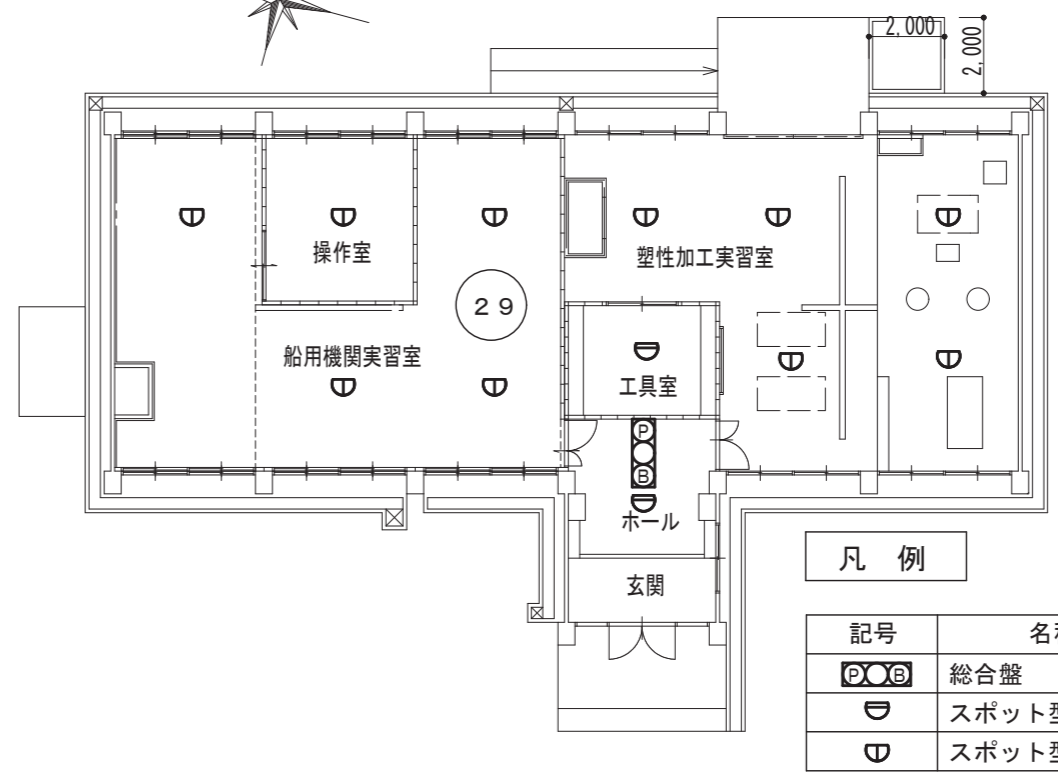 2,000
2,000
操作室
塑性加工実習室
29
船用機関実習室
工具室
P
B
ホール
玄関
凡 例
記号 名
P B 総合盤
スポット型
スポット型